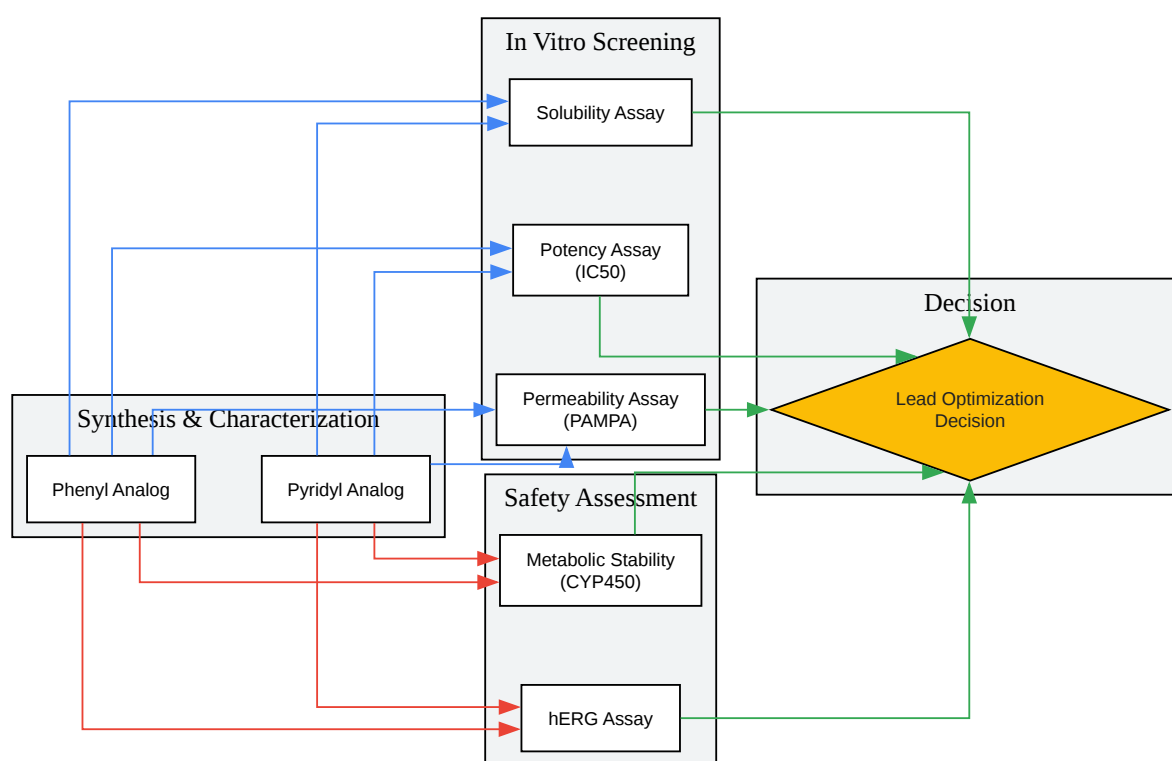 In Vitro Screening
Solubility Assay
Potency Assay
(IC50)
Permeability Assay
(PAMPA)
Synthesis & Characterization
Phenyl Analog
Pyridyl Analog
Safety Assessment
Metabolic Stability
(CYP450)
hERG Assay
Decision
Lead Optimization
Decision